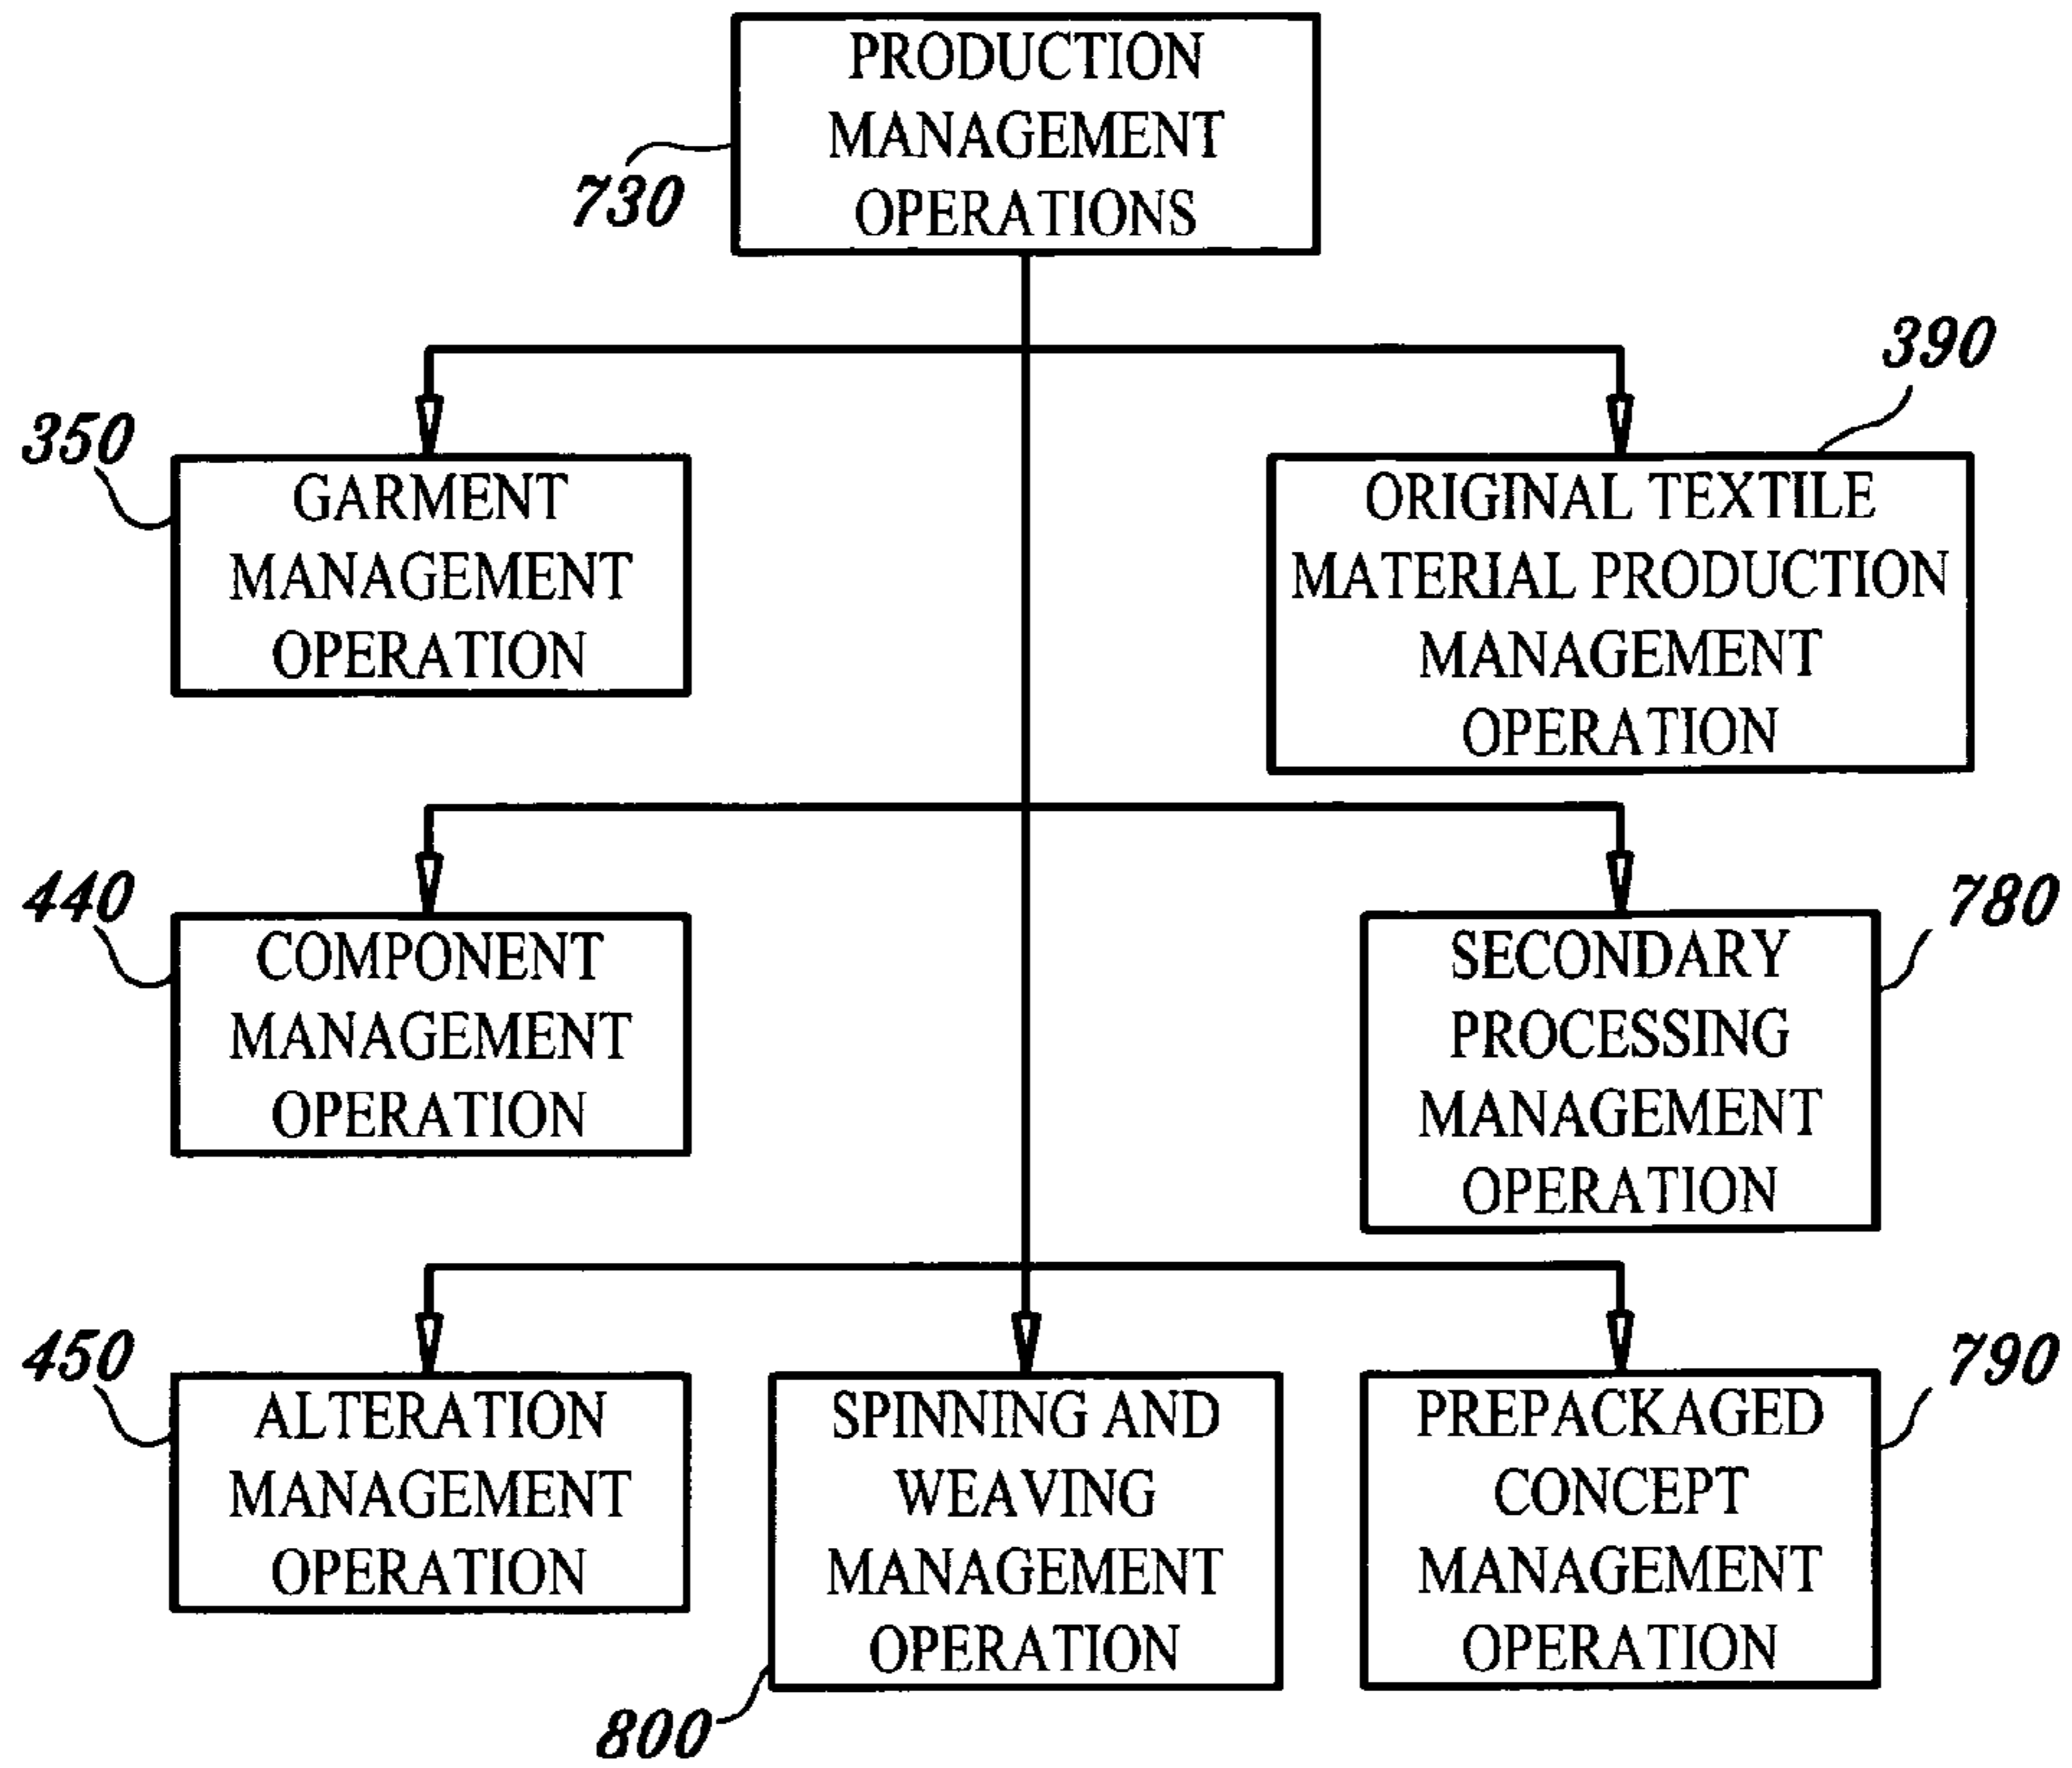 PRODUCTION
MANAGEMENT
OPERATIONS
730
390
350
GARMENT
MANAGEMENT
OPERATION
ORIGINAL TEXTILE
MATERIAL PRODUCTION
MANAGEMENT
OPERATION
440
COMPONENT
MANAGEMENT
OPERATION
780
SECONDARY
PROCESSING
MANAGEMENT
OPERATION
450
ALTERATION
MANAGEMENT
OPERATION
SPINNING AND
WEAVING
MANAGEMENT
OPERATION
800
790
PREPACKAGED
CONCEPT
MANAGEMENT
OPERATION